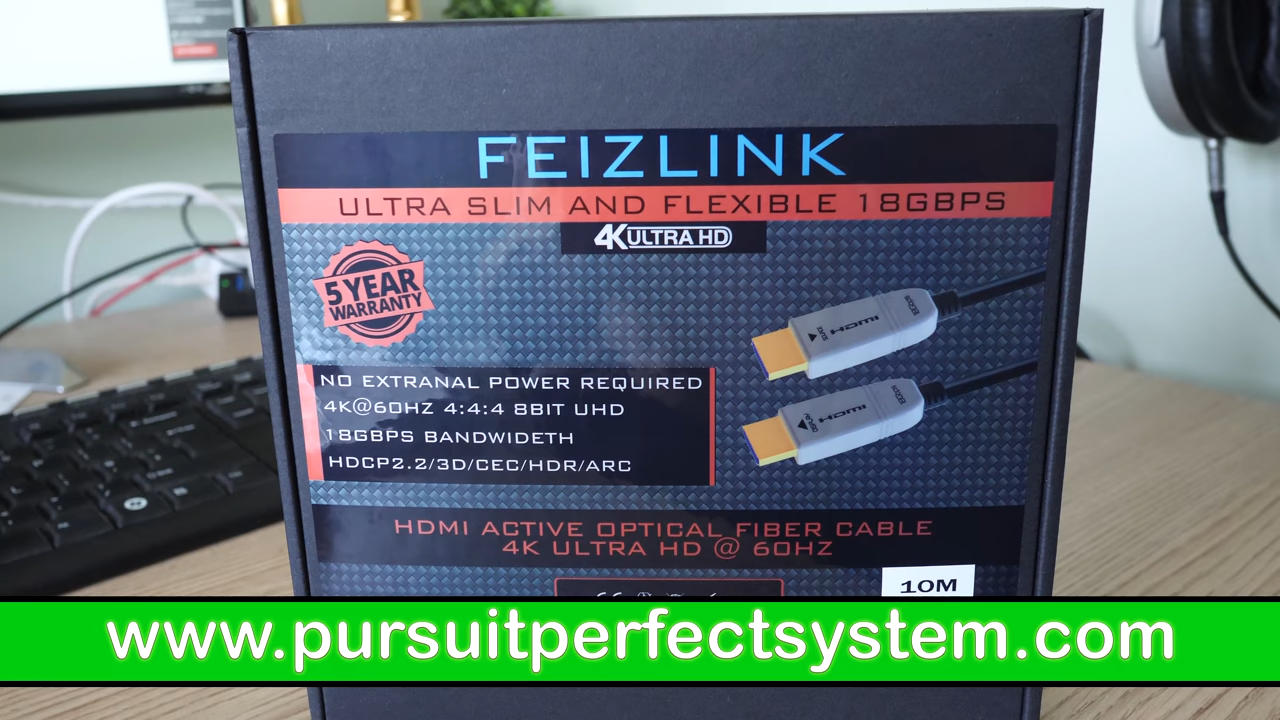 FEIZLINK
ULTRA SLIM AND FLEXIBLE 18GBPS
4K ULTRA HD
5 YEAR
WARRANTY
HDMI
HDMI
NO EXTRANAL POWER REQUIRED
4K@60HZ 4:4:4 8BIT UHD
18GBPS BANDWIDETH
HDCP2.2/3D/CEC/HDR/ARC
HDMI ACTIVE OPTICAL FIBER CABLE
4K ULTRA HD @ 60HZ
10M
www.pursuitperfectsystem.com